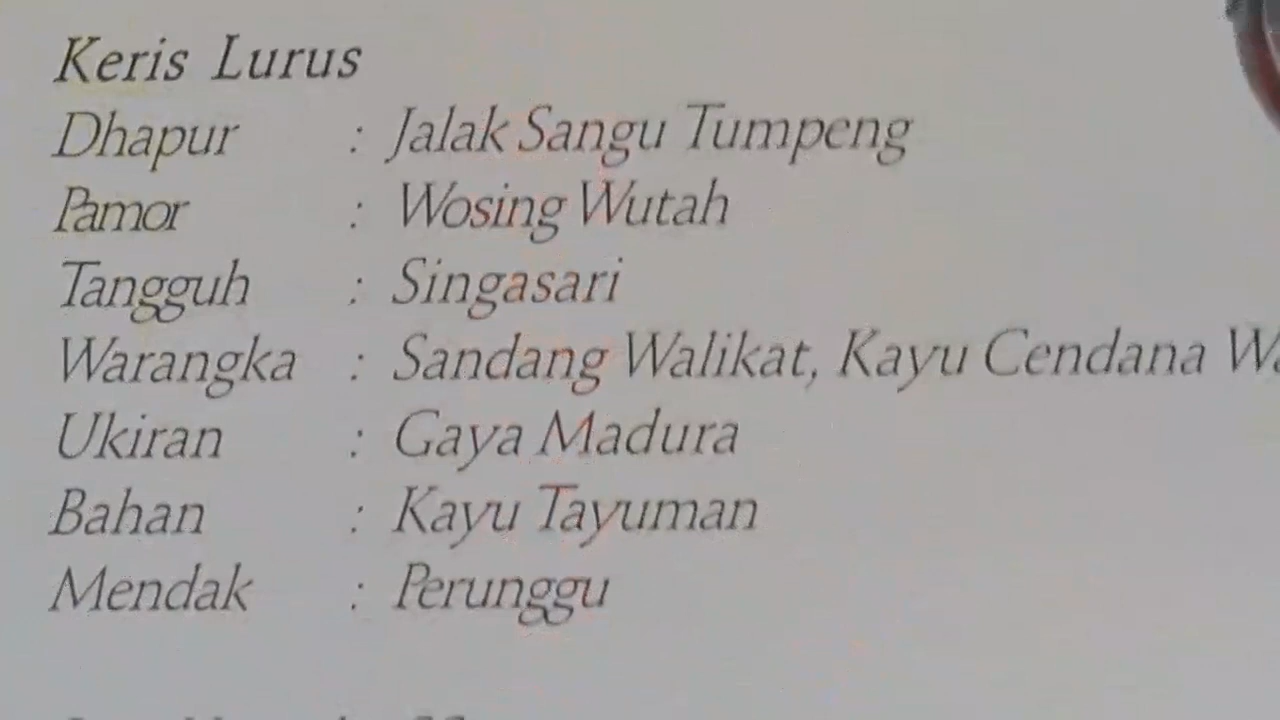 Keris Lurus
Dhapur : Jalak Sangu Tumpeng
Pamor : Wosing Wutah
Tangguh : Singasari
Warangka : Sandang Walikat, Kayu Cendana
Ukiran : Gaya Madura
Bahan : Kayu Tayuman
Mendak : Perunggu